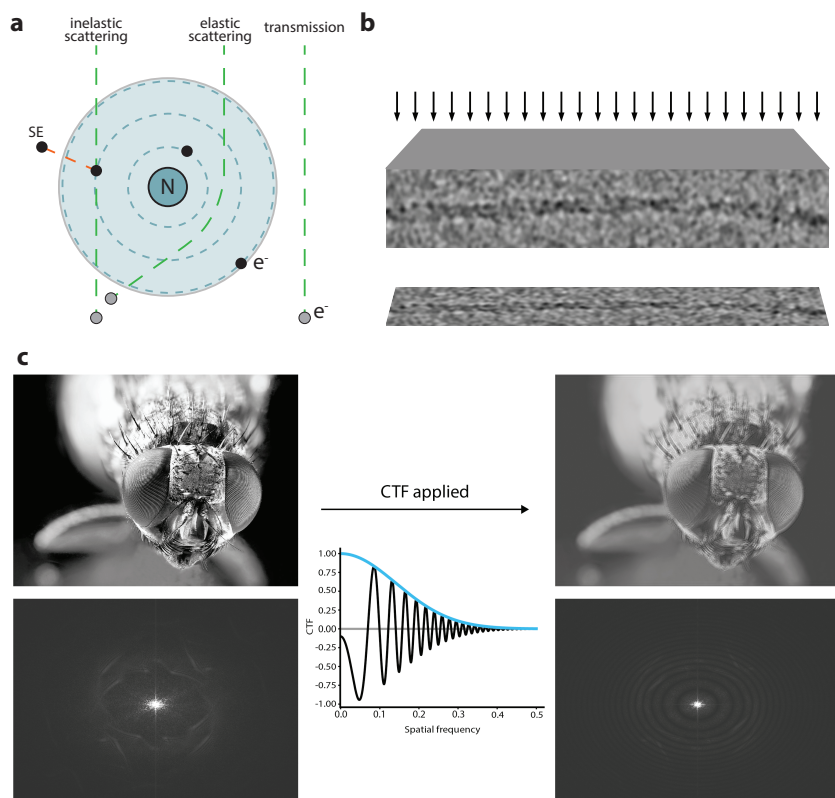 a
inelastic
scattering
elastic
scattering
transmission
SE
N
e-
e-
b
c
CTF applied
1.00
0.75
0.50
0.25
0.00
-0.25
-0.50
-0.75
-1.00
CTF
0.0 0.1 0.2 0.3 0.4 0.5
Spatial frequency